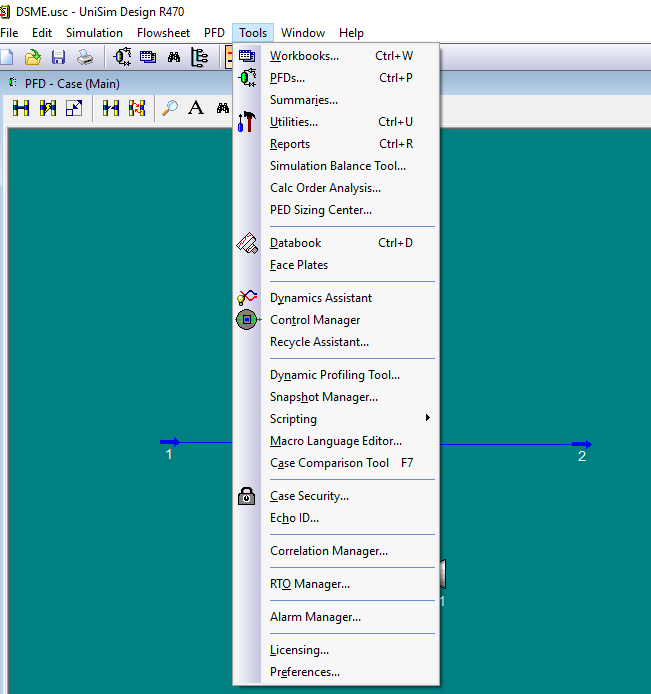 DSME.usc - UniSim Design R470
File Edit Simulation Flowsheet PFD Tools Window Help
PFD - Case (Main)
A
Workbooks... Ctrl+W
PFDs... Ctrl+P
Summaries...
Utilities... Ctrl+U
Reports Ctrl+R
Simulation Balance Tool...
Calc Order Analysis...
PED Sizing Center...
Databook Ctrl+D
Face Plates
Dynamics Assistant
Control Manager
Recycle Assistant...
Dynamic Profiling Tool...
Snapshot Manager...
Scripting
Macro Language Editor...
Case Comparison Tool F7
Case Security...
Echo ID...
Correlation Manager...
RTO Manager...
Alarm Manager...
Licensing...
Preferences...
1
2
1